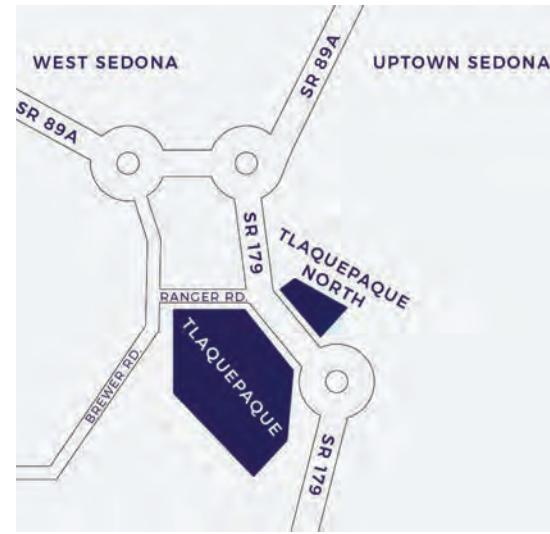 WEST SEDONA
UPTOWN SEDONA
SR 89A
SR 89A
SR 179
TLAQUEPAQUE
NORTH
RANGER RD.
TLAQUEPAQUE
BREWER RD.
SR 179